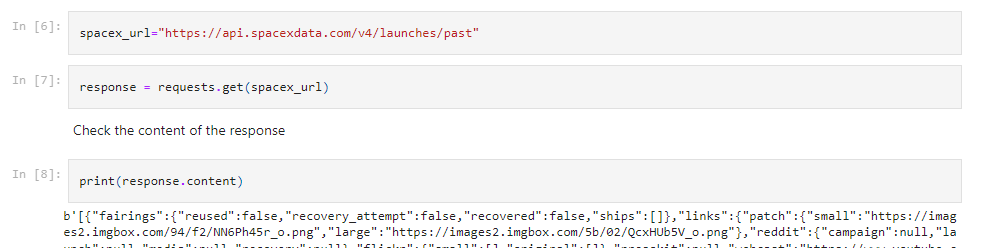 In [6]: spacex_url="https://api.spacexdata.com/v4/launches/past"
In [7]: response = requests.get(spacex_url)
Check the content of the response
In [8]: print(response.content)
b'[{"fairings":{"reused":false,"recovery_attempt":false,"recovered":false,"ships":[]},"links":{"patch":{"small":"https://imag
es2.imgbox.com/94/f2/NN6Ph45r_o.png","large":"https://images2.imgbox.com/5b/02/QcxHUb5V_o.png"},"reddit":{"campaign":null,"la